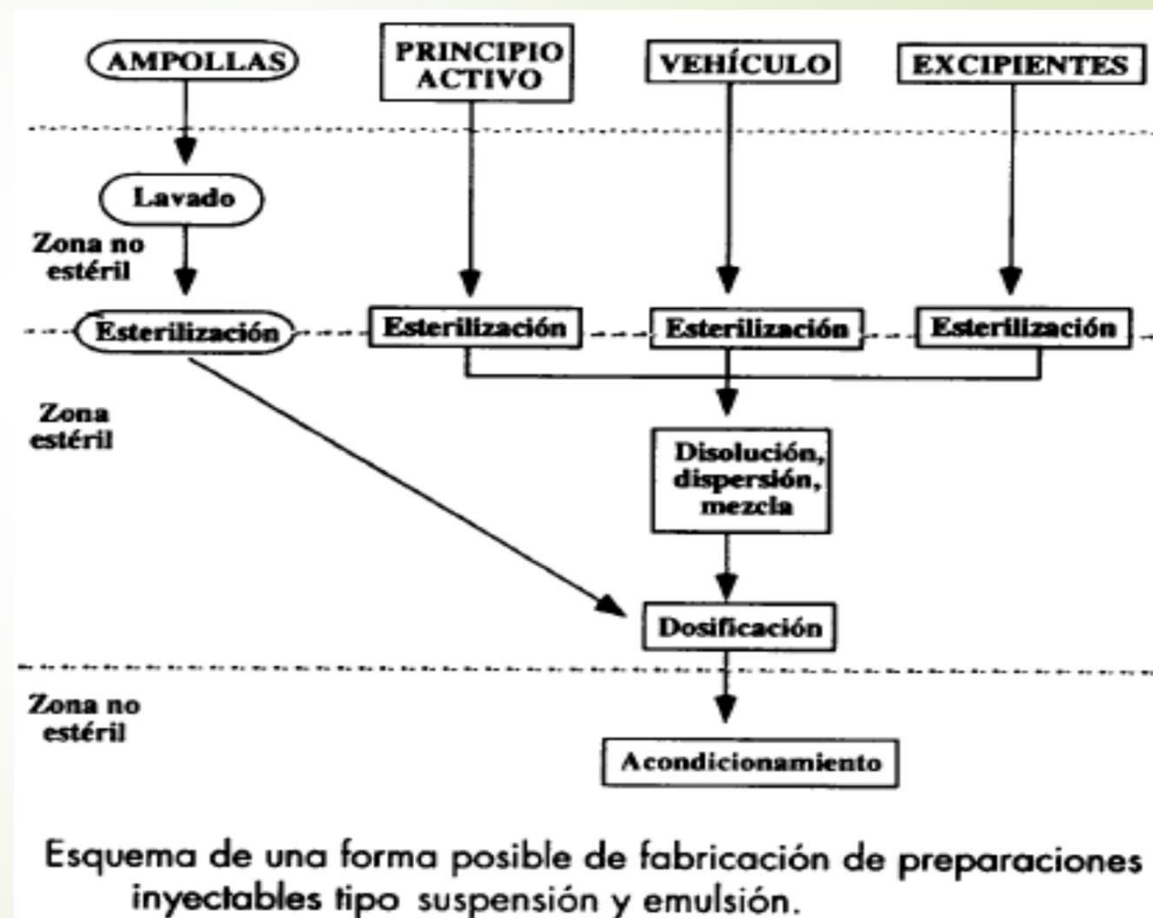 AMPOLLAS
PRINCIPIO
ACTIVO
VEHÍCULO
EXCIPIENTES
Lavado
Zona no
estéril
Esterilización
Esterilización
Esterilización
Esterilización
Zona
estéril
Disolución,
dispersión,
mezcla
Dosificación
Zona no
estéril
Acondicionamiento
Esquema de una forma posible de fabricación de preparaciones
inyectables tipo suspensión y emulsión.